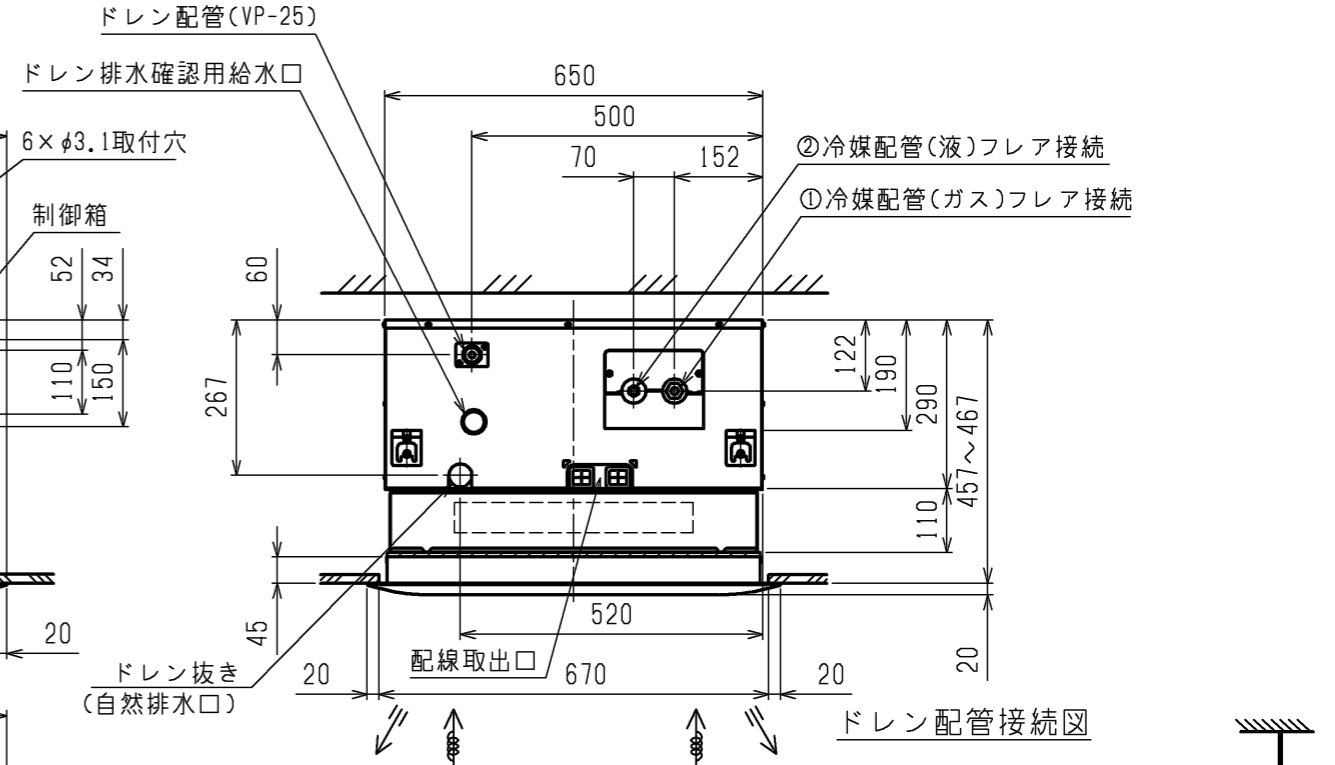 ドレン配管(VP-25)
ドレン排水確認用給水口
650
500
6×φ3.1取付穴
②冷媒配管(液)フレア接続
70
152
①冷媒配管(ガス)フレア接続
制御箱
52
34
60
110
150
267
122
190
290
457～467
110
45
20
520
20
配線取出口
ドレン抜き
(自然排水口)
20
670
20
ドレン配管接続図